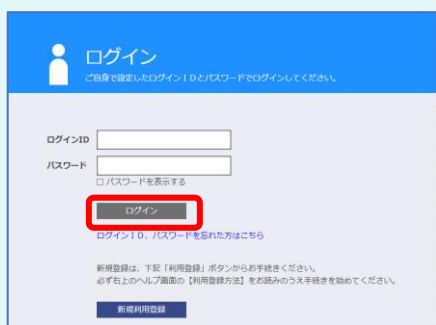 ログイン
ご自身で設定したログインIDとパスワードでログインしてください。
ログインID
パスワード
□パスワードを表示する
ログイン
ログインID、パスワードを忘れた方はこちら
新規登録は、下記「利用登録」ボタンからお手続きください。
必ず右上のヘルプ画面の【利用登録方法】をお読みのうえ手続きを始めてください。
新規利用登録